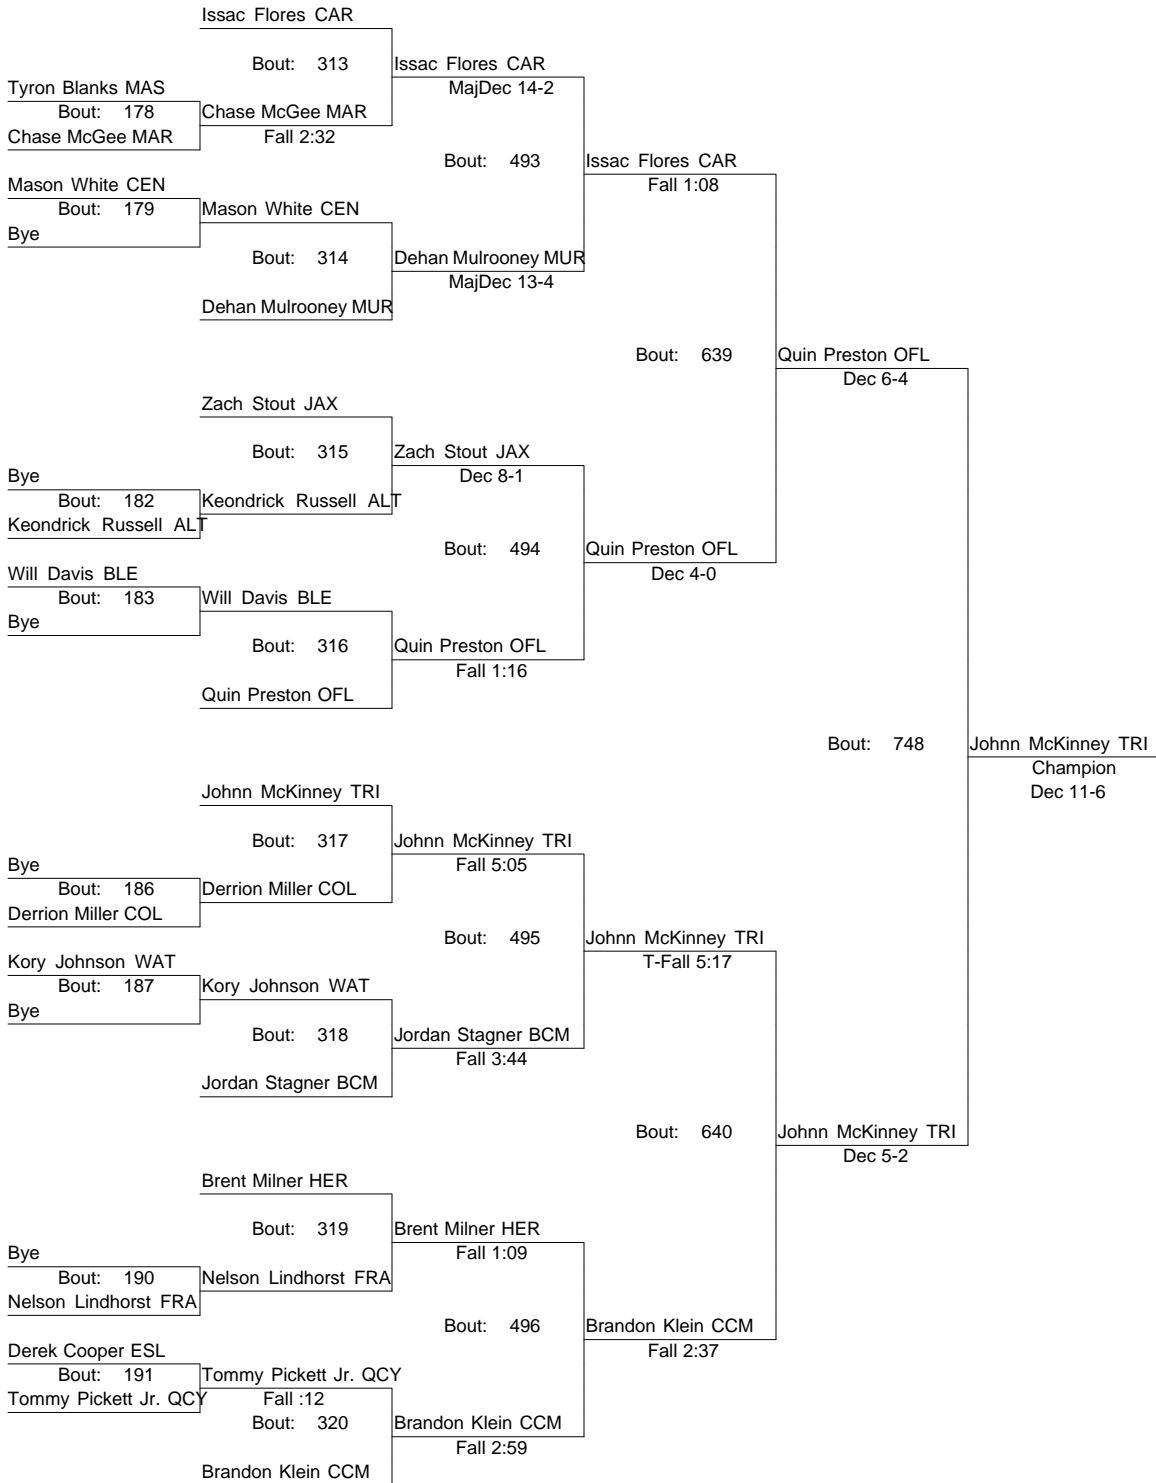 Issac Flores CAR
Bout: 313
Issac Flores CAR
Tyron Blanks MAS
MajDec 14-2
Bout: 178
Chase McGee MAR
Chase McGee MAR
Fall 2:32
Bout: 493
Issac Flores CAR
Mason White CEN
Fall 1:08
Bout: 179
Mason White CEN
Bye
Bout: 314
Dehan Mulrooney MUR
MajDec 13-4
Dehan Mulrooney MUR
Bout: 639
Quin Preston OFL
Dec 6-4
Zach Stout JAX
Bout: 315
Zach Stout JAX
Bye
Dec 8-1
Bout: 182
Keondrick Russell ALT
Keondrick Russell ALT
Bout: 494
Quin Preston OFL
Will Davis BLE
Dec 4-0
Bout: 183
Will Davis BLE
Bye
Bout: 316
Quin Preston OFL
Fall 1:16
Quin Preston OFL
Bout: 748
Johnn McKinney TRI
Champion
Dec 11-6
Johnn McKinney TRI
Bout: 317
Johnn McKinney TRI
Bye
Fall 5:05
Bout: 186
Derrion Miller COL
Derrion Miller COL
Bout: 495
Johnn McKinney TRI
Kory Johnson WAT
T-Fall 5:17
Bout: 187
Kory Johnson WAT
Bye
Bout: 318
Jordan Stagner BCM
Fall 3:44
Jordan Stagner BCM
Bout: 640
Johnn McKinney TRI
Dec 5-2
Brent Milner HER
Bout: 319
Brent Milner HER
Bye
Fall 1:09
Bout: 190
Nelson Lindhorst FRA
Nelson Lindhorst FRA
Bout: 496
Brandon Klein CCM
Derek Cooper ESL
Fall 2:37
Bout: 191
Tommy Pickett Jr. QCY
Tommy Pickett Jr. QCY
Fall :12
Bout: 320
Brandon Klein CCM
Fall 2:59
Brandon Klein CCM